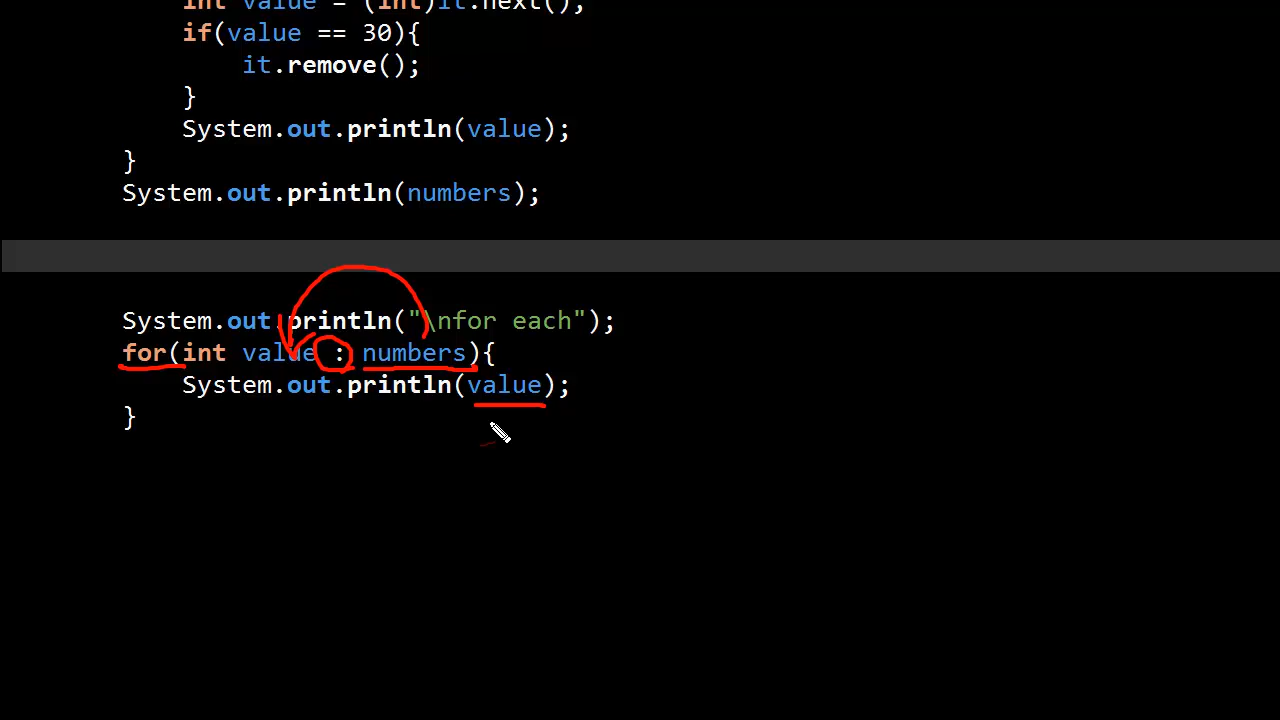 int value = (int)it.next();
if(value == 30){
it.remove();
}
System.out.println(value);
}
System.out.println(numbers);
System.out.println("\nfor each");
for(int value : numbers){
System.out.println(value);
}